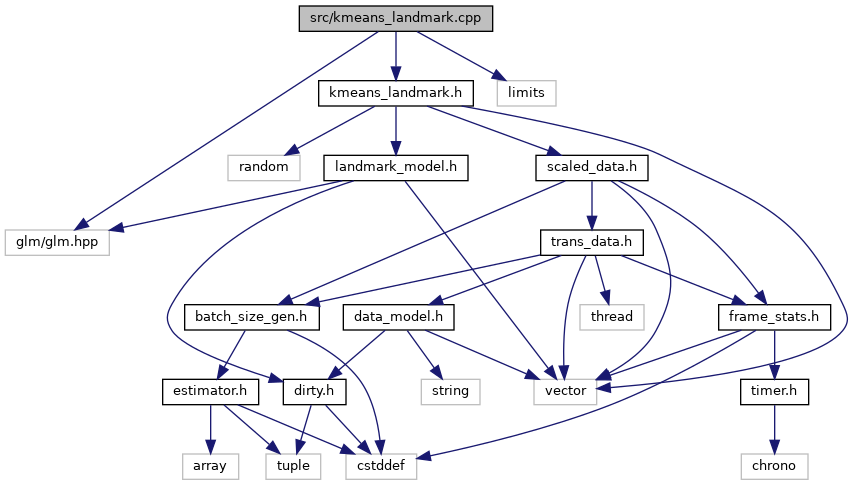 src/kmeans_landmark.cpp
kmeans_landmark.h
limits
random
landmark_model.h
scaled_data.h
glm/glm.hpp
trans_data.h
batch_size_gen.h
data_model.h
thread
frame_stats.h
estimator.h
dirty.h
string
vector
timer.h
array
tuple
cstddef
chrono